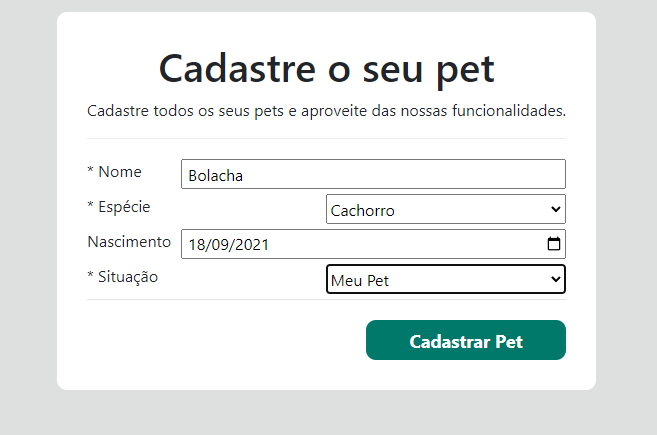 Cadastre o seu pet
Cadastre todos os seus pets e aproveite das nossas funcionalidades.
* Nome Bolacha
* Espécie Cachorro
Nascimento 18/09/2021
* Situação Meu Pet
Cadastrar Pet